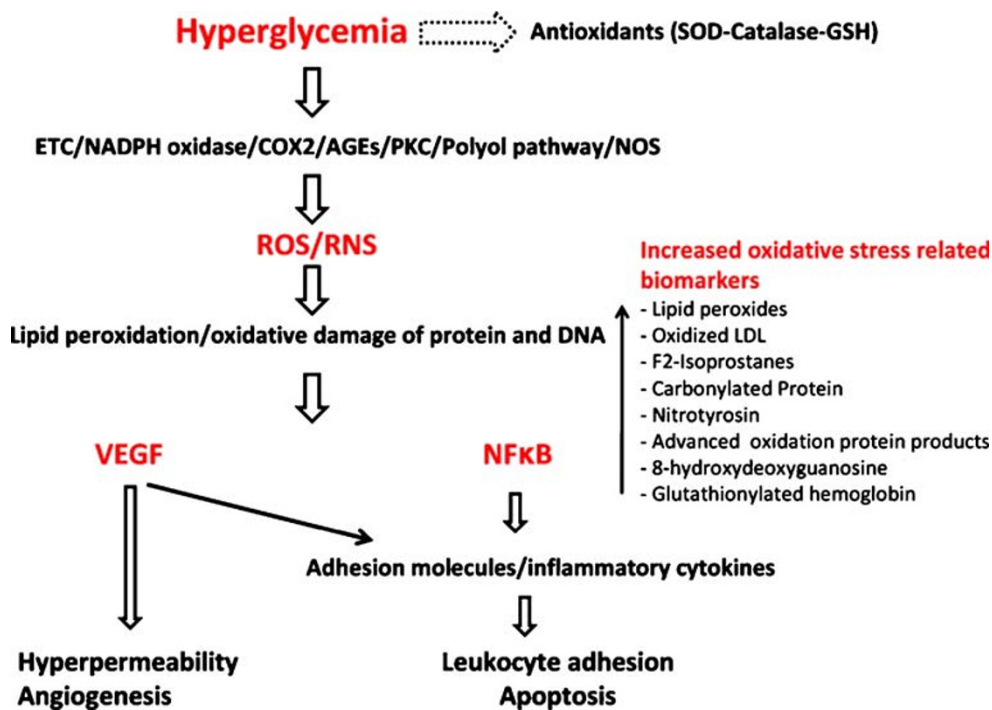 Hyperglycemia
Antioxidants (SOD-Catalase-GSH)
ETC/NADPH oxidase/COX2/AGEs/PKC/Polyol pathway/NOS
ROS/RNS
Lipid peroxidation/oxidative damage of protein and DNA
Increased oxidative stress related
biomarkers
- Lipid peroxides
- Oxidized LDL
- F2-Isoprostanes
- Carbonylated Protein
- Nitrotyrosin
- Advanced oxidation protein products
- 8-hydroxydeoxyguanosine
- Glutathionylated hemoglobin
VEGF
NFκB
Adhesion molecules/inflammatory cytokines
Hyperpermeability
Angiogenesis
Leukocyte adhesion
Apoptosis